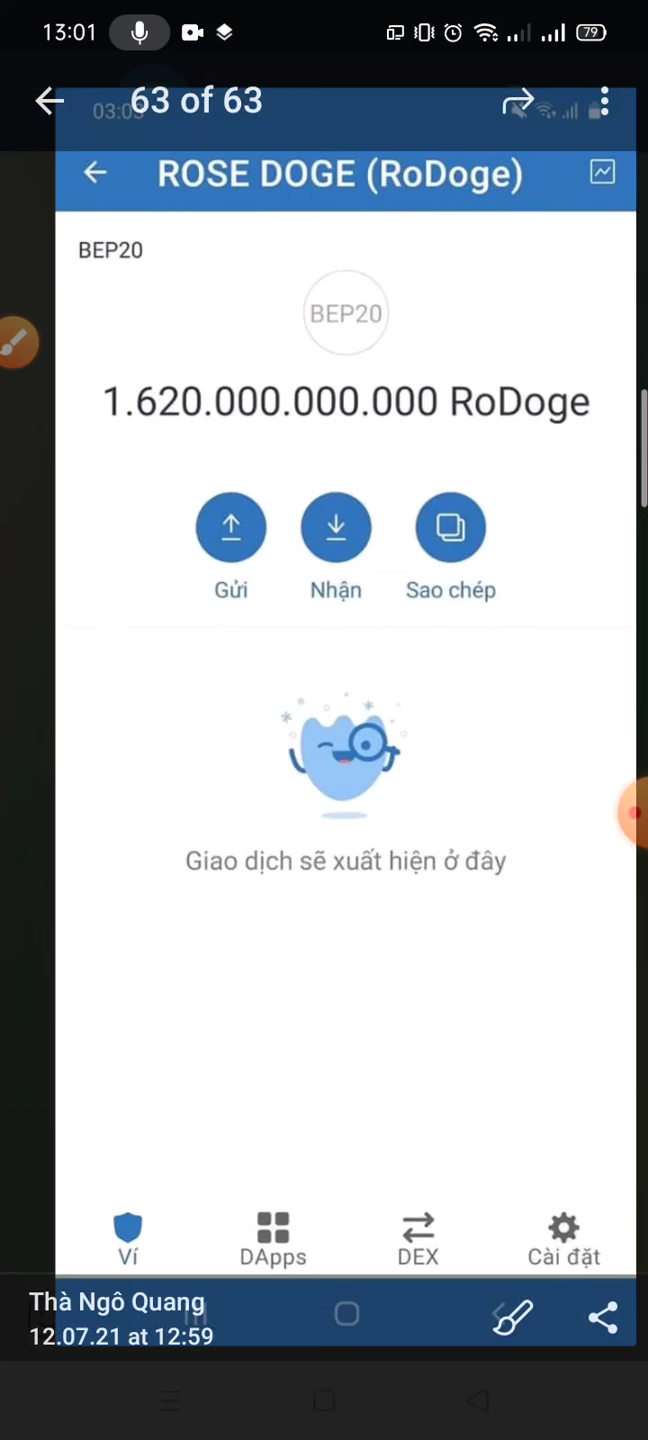 13:01
79
63 of 63
ROSE DOGE (RoDoge)
BEP20
BEP20
1.620.000.000.000 RoDoge
Gửi
Nhận
Sao chép
Giao dịch sẽ xuất hiện ở đây
Ví
DApps
DEX
Cài đặt
Thà Ngô Quang
12.07.21 at 12:59